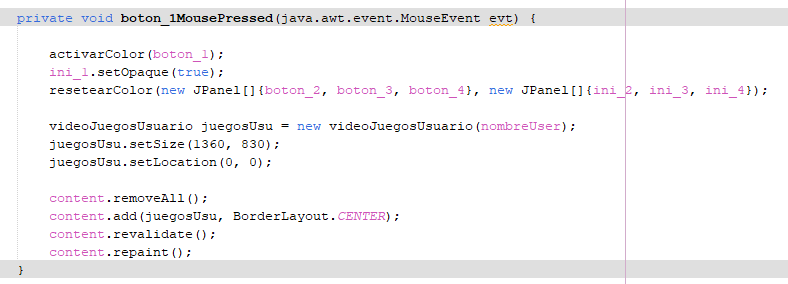 private void boton_1MousePressed(java.awt.event.MouseEvent evt) {
activarColor(boton_1);
ini_1.setOpaque(true);
resetearColor(new JPanel[]{boton_2, boton_3, boton_4}, new JPanel[]{ini_2, ini_3, ini_4});
videoJuegosUsuario juegosUsu = new videoJuegosUsuario(nombreUser);
juegosUsu.setSize(1360, 830);
juegosUsu.setLocation(0, 0);
content.removeAll();
content.add(juegosUsu, BorderLayout.CENTER);
content.revalidate();
content.repaint();
}